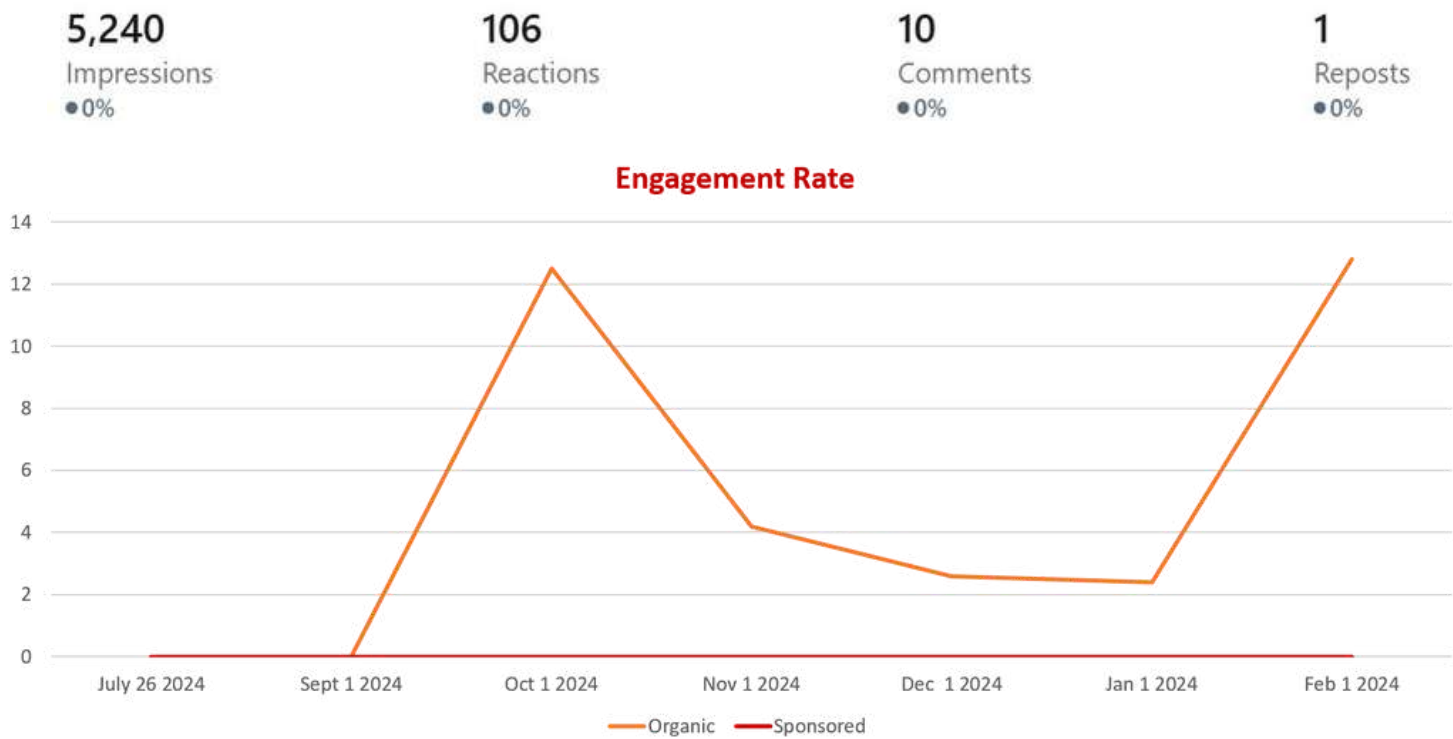 5,240 106 10 1
Impressions Reactions Comments Reposts
0% 0% 0% 0%
Engagement Rate
14
12
10
8
6
4
2
0
July 26 2024 Sept 1 2024 Oct 1 2024 Nov 1 2024 Dec 1 2024 Jan 1 2024 Feb 1 2024
Organic Sponsored